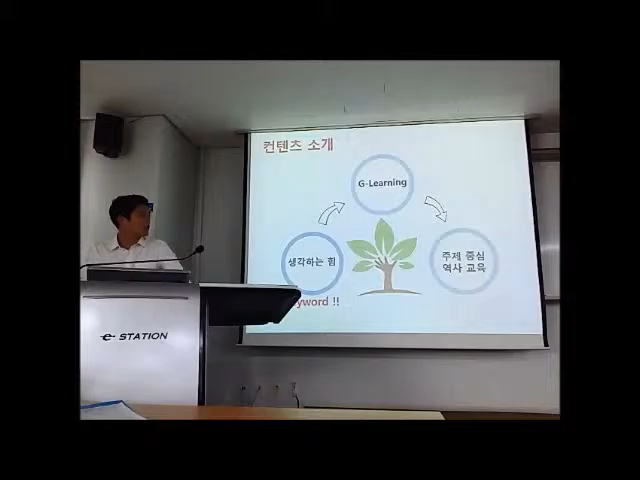 컨텐츠 소개
G-Learning
생각하는 힘
주제 중심
역사 교육
yword !!
e STATION